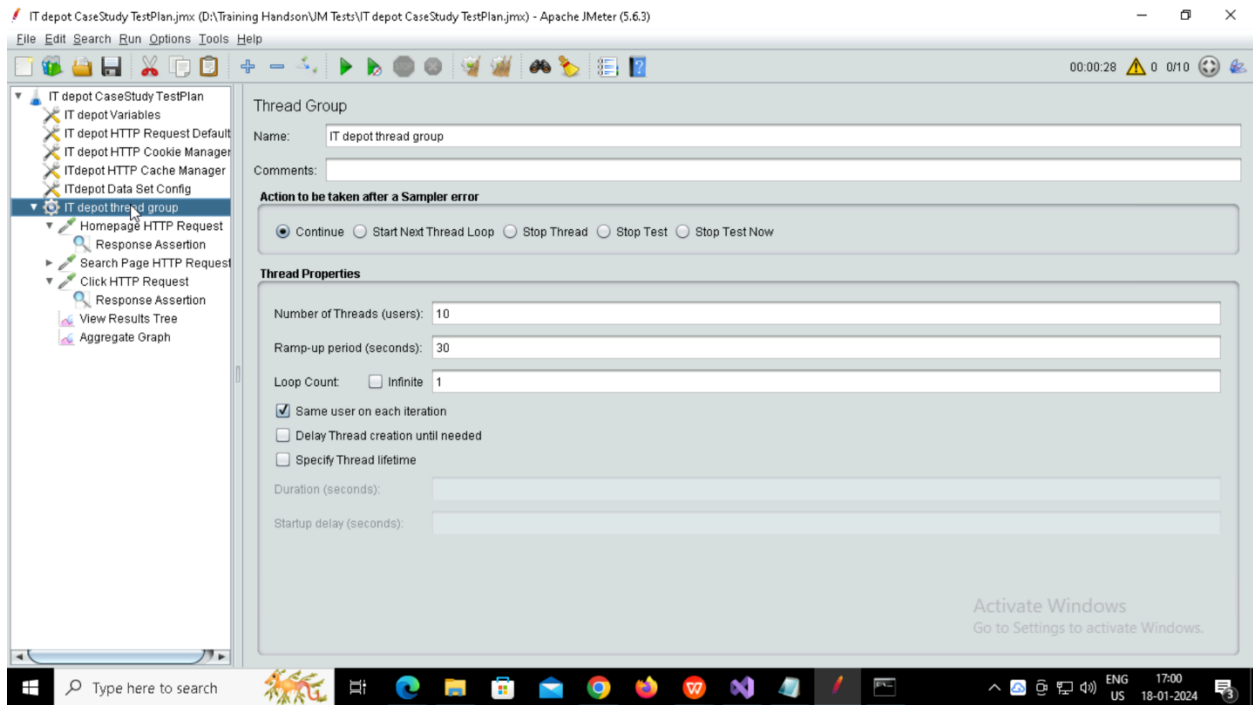 IT depot CaseStudy TestPlan.jmx (D:\Training Handson\JM Tests\IT depot CaseStudy TestPlan.jmx) - Apache JMeter (5.6.3)
File Edit Search Run Options Tools Help
00:00:28 0 0/10
IT depot CaseStudy TestPlan
IT depot Variables
IT depot HTTP Request Default
IT depot HTTP Cookie Manager
ITdepot HTTP Cache Manager
ITdepot Data Set Config
IT depot thread group
Homepage HTTP Request
Response Assertion
Search Page HTTP Request
Click HTTP Request
Response Assertion
View Results Tree
Aggregate Graph
Thread Group
Name: IT depot thread group
Comments:
Action to be taken after a Sampler error
Continue Start Next Thread Loop Stop Thread Stop Test Stop Test Now
Thread Properties
Number of Threads (users): 10
Ramp-up period (seconds): 30
Loop Count: Infinite 1
Same user on each iteration
Delay Thread creation until needed
Specify Thread lifetime
Duration (seconds):
Startup delay (seconds):
Activate Windows
Go to Settings to activate Windows.
Type here to search
ENG
US
17:00
18-01-2024
3